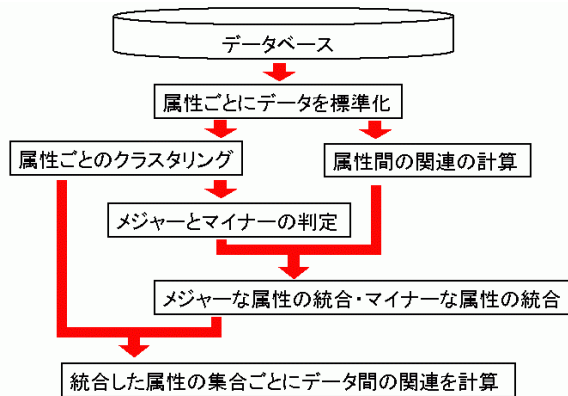 データベース
属性ごとにデータを標準化
属性ごとのクラスタリング
属性間の関連の計算
メジャーとマイナーの判定
メジャーな属性の統合・マイナーな属性の統合
統合した属性の集合ごとにデータ間の関連を計算